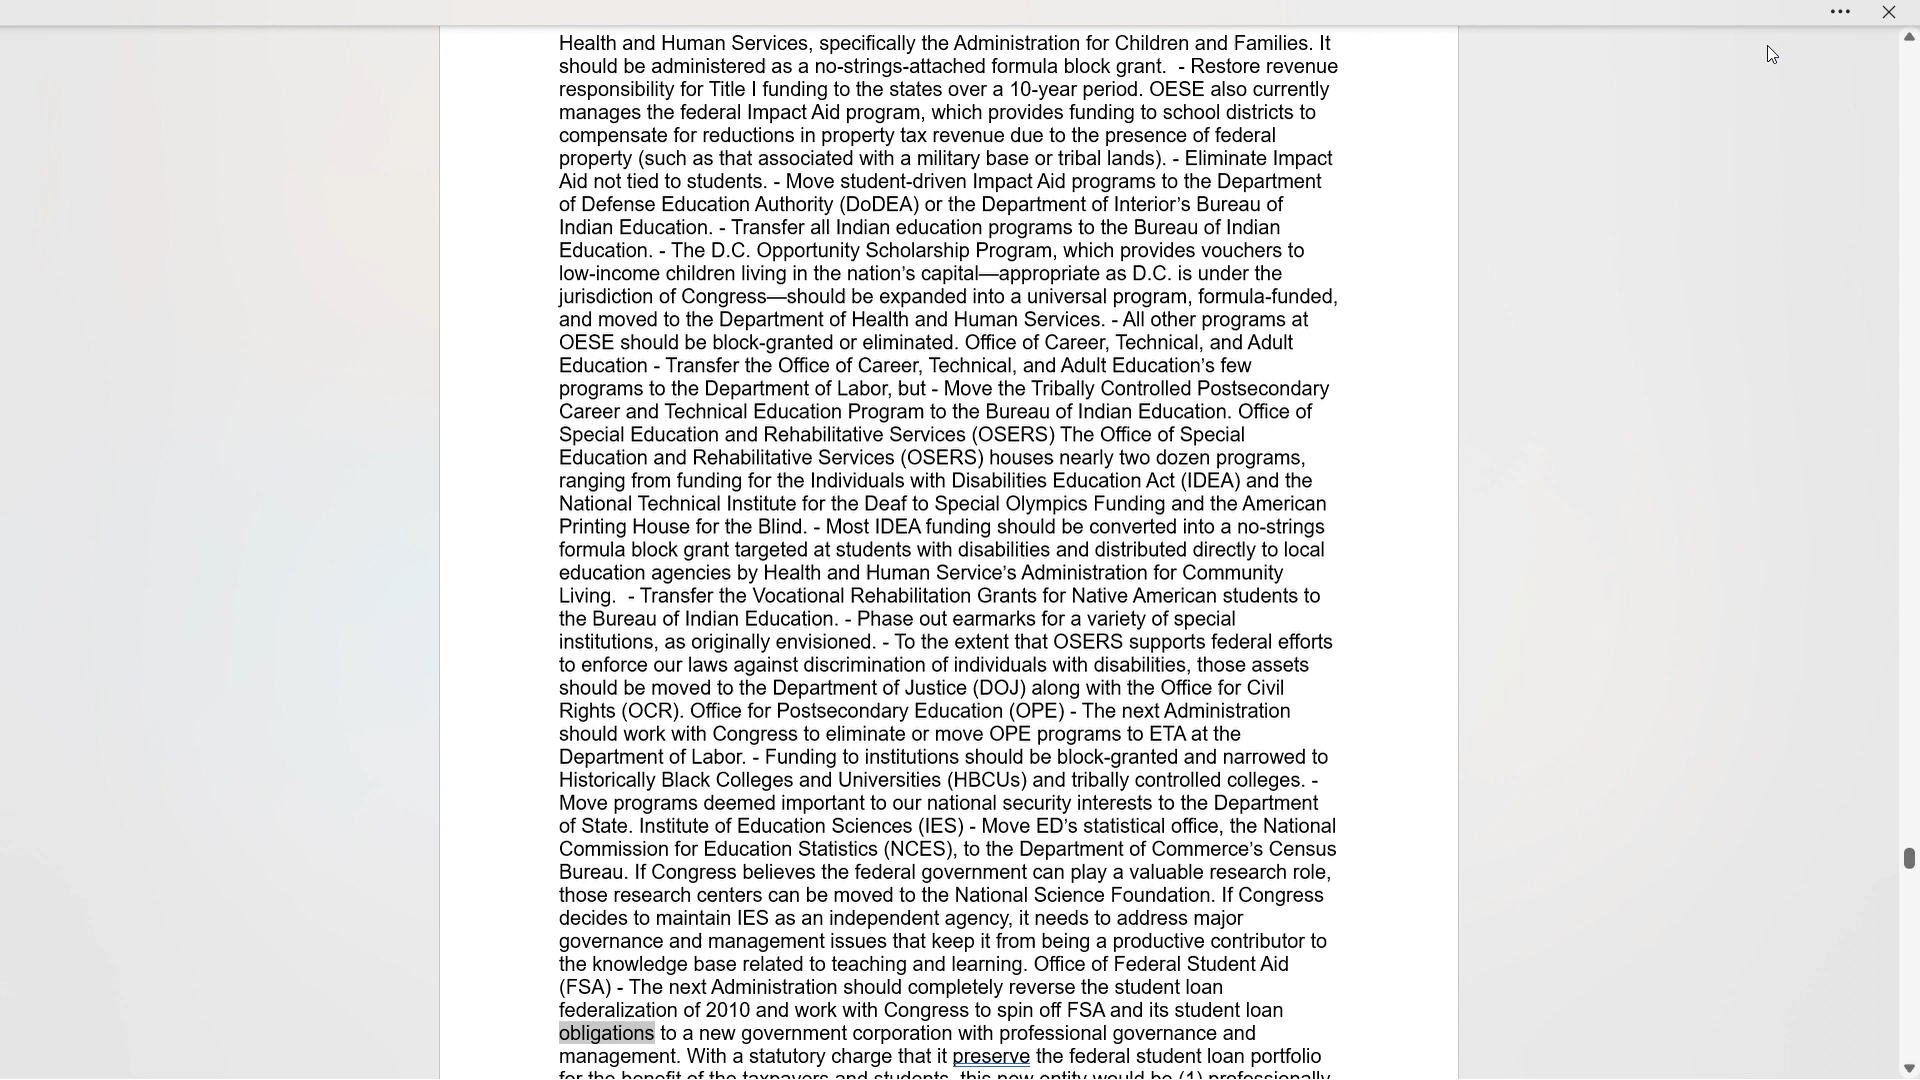 Health and Human Services, specifically the Administration for Children and Families. It
should be administered as a no-strings-attached formula block grant.  - Restore revenue
responsibility for Title I funding to the states over a 10-year period. OESE also currently
manages the federal Impact Aid program, which provides funding to school districts to
compensate for reductions in property tax revenue due to the presence of federal
property (such as that associated with a military base or tribal lands). - Eliminate Impact
Aid not tied to students. - Move student-driven Impact Aid programs to the Department
of Defense Education Authority (DoDEA) or the Department of Interior’s Bureau of
Indian Education. - Transfer all Indian education programs to the Bureau of Indian
Education. - The D.C. Opportunity Scholarship Program, which provides vouchers to
low-income children living in the nation’s capital—appropriate as D.C. is under the
jurisdiction of Congress—should be expanded into a universal program, formula-funded,
and moved to the Department of Health and Human Services. - All other programs at
OESE should be block-granted or eliminated. Office of Career, Technical, and Adult
Education - Transfer the Office of Career, Technical, and Adult Education’s few
programs to the Department of Labor, but - Move the Tribally Controlled Postsecondary
Career and Technical Education Program to the Bureau of Indian Education. Office of
Special Education and Rehabilitative Services (OSERS) The Office of Special
Education and Rehabilitative Services (OSERS) houses nearly two dozen programs,
ranging from funding for the Individuals with Disabilities Education Act (IDEA) and the
National Technical Institute for the Deaf to Special Olympics Funding and the American
Printing House for the Blind. - Most IDEA funding should be converted into a no-strings
formula block grant targeted at students with disabilities and distributed directly to local
education agencies by Health and Human Service’s Administration for Community
Living.  - Transfer the Vocational Rehabilitation Grants for Native American students to
the Bureau of Indian Education. - Phase out earmarks for a variety of special
institutions, as originally envisioned. - To the extent that OSERS supports federal efforts
to enforce our laws against discrimination of individuals with disabilities, those assets
should be moved to the Department of Justice (DOJ) along with the Office for Civil
Rights (OCR). Office for Postsecondary Education (OPE) - The next Administration
should work with Congress to eliminate or move OPE programs to ETA at the
Department of Labor. - Funding to institutions should be block-granted and narrowed to
Historically Black Colleges and Universities (HBCUs) and tribally controlled colleges. -
Move programs deemed important to our national security interests to the Department
of State. Institute of Education Sciences (IES) - Move ED’s statistical office, the National
Commission for Education Statistics (NCES), to the Department of Commerce’s Census
Bureau. If Congress believes the federal government can play a valuable research role,
those research centers can be moved to the National Science Foundation. If Congress
decides to maintain IES as an independent agency, it needs to address major
governance and management issues that keep it from being a productive contributor to
the knowledge base related to teaching and learning. Office of Federal Student Aid
(FSA) - The next Administration should completely reverse the student loan
federalization of 2010 and work with Congress to spin off FSA and its student loan
obligations to a new government corporation with professional governance and
management. With a statutory charge that it preserve the federal student loan portfolio
for the benefit of the taxpayers and students, this new entity would be (1) professionally